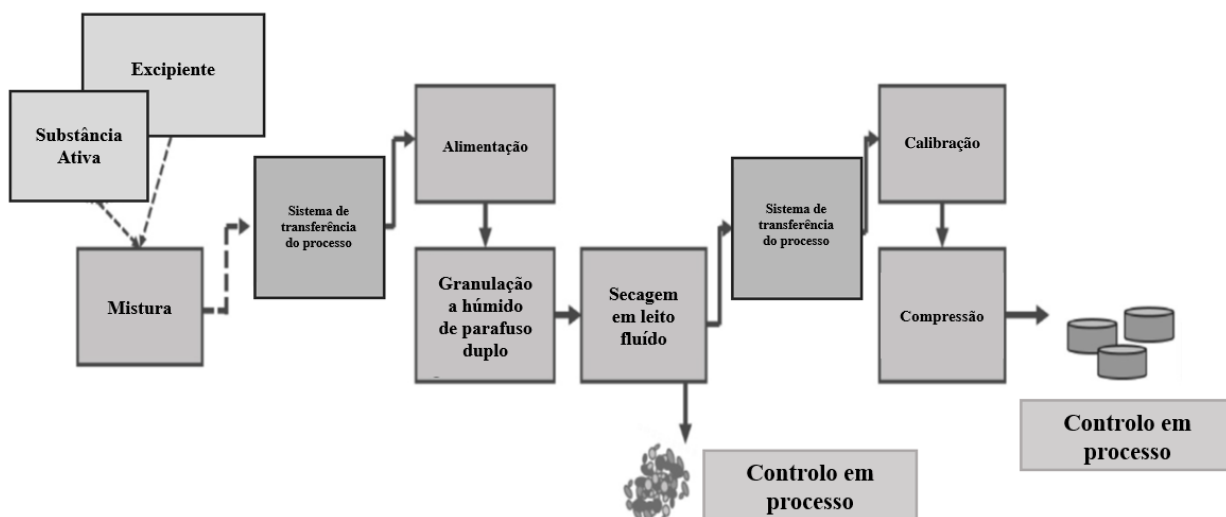 Excipiente
Substância
Ativa
Mistura
Sistema de
transferência
do processo
Alimentação
Granulação
a húmido
de parafuso
duplo
Secagem
em leito
fluído
Controlo em
processo
Sistema de
transferência
do processo
Calibração
Compressão
Controlo em
processo